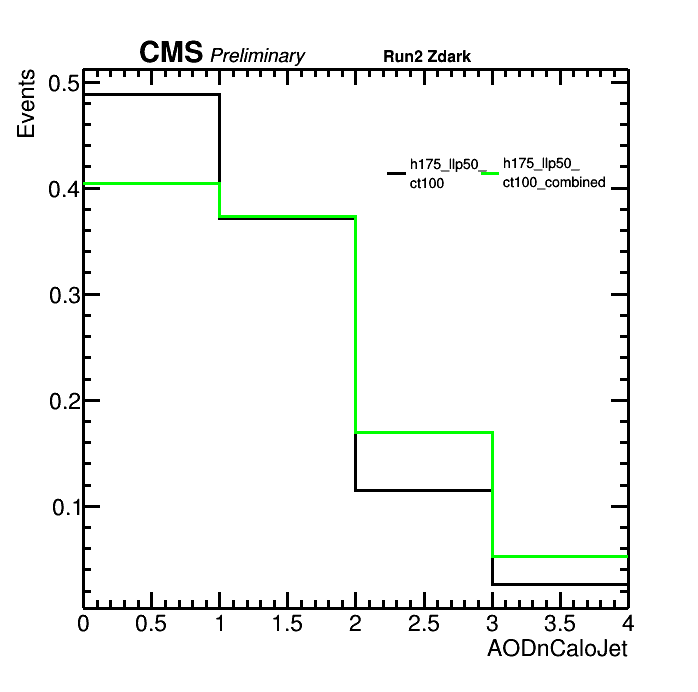 CMS Preliminary Run2 Zdark
Events
0.5
0.4
0.3
0.2
0.1
h175_llp50_
ct100
h175_llp50_
ct100_combined
0 0.5 1 1.5 2 2.5 3 3.5 4
AODnCaloJet